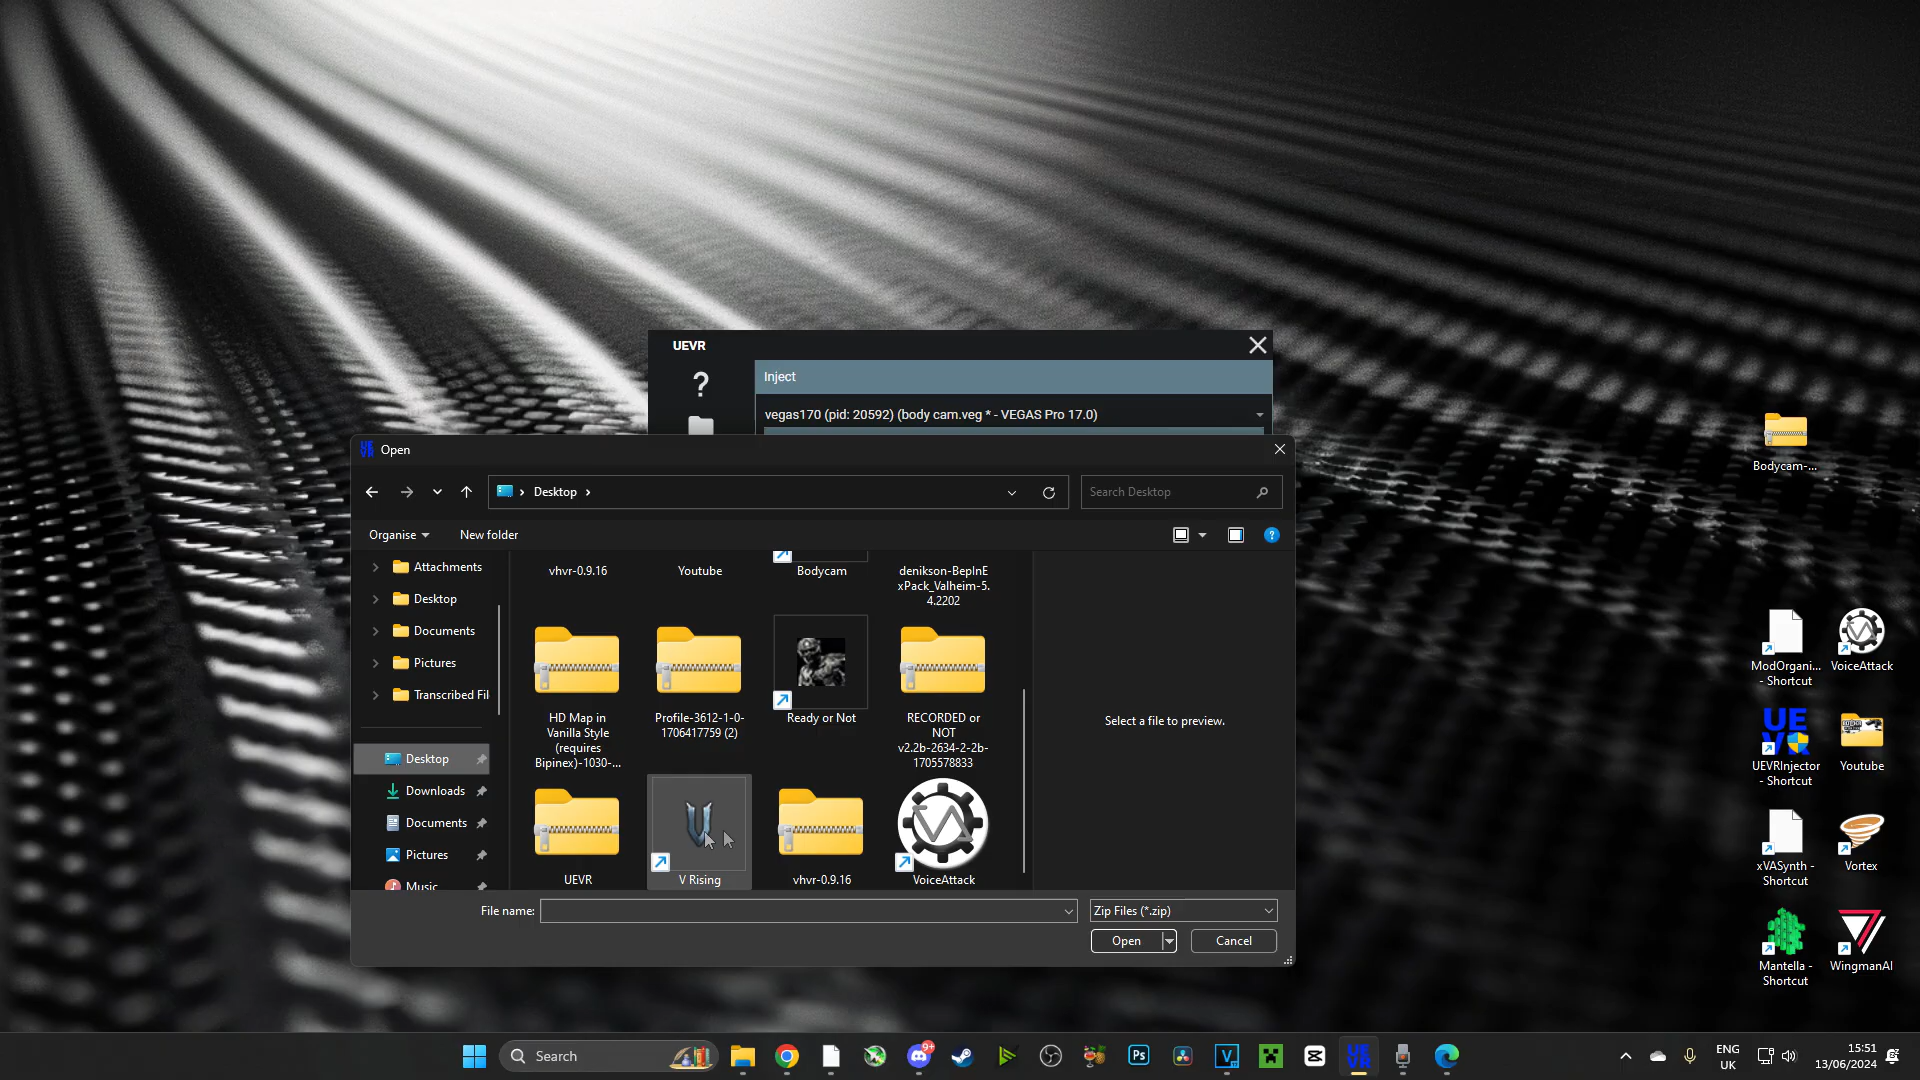 UEVR
Inject
?
vegas170 (pid: 20592) (body cam.veg * - VEGAS Pro 17.0)
Open
Desktop
Search Desktop
Organise
New folder
Attachments
Desktop
Documents
Pictures
Transcribed Fil
Desktop
Downloads
Documents
Pictures
Music
vhvr-0.9.16
Youtube
Bodycam
denikson-BepInE
xPack_Valheim-5.
4.2202
HD Map in
Vanilla Style
(requires
Bipinex)-1030-...
Profile-3612-1-0-
1706417759 (2)
Ready or Not
RECORDED or
NOT
v2.2b-2634-2-2b-
1705578833
UEVR
V Rising
vhvr-0.9.16
VoiceAttack
Select a file to preview.
File name:
Zip Files (*.zip)
Open
Cancel
Bodycam-...
ModOrgani...
- Shortcut
VoiceAttack
UE
VR
UEVRInjector
- Shortcut
Youtube
xVASynth -
Shortcut
Vortex
Mantella -
Shortcut
WingmanAI
Search
9+
Ps
V
ENG
UK
15:51
13/06/2024